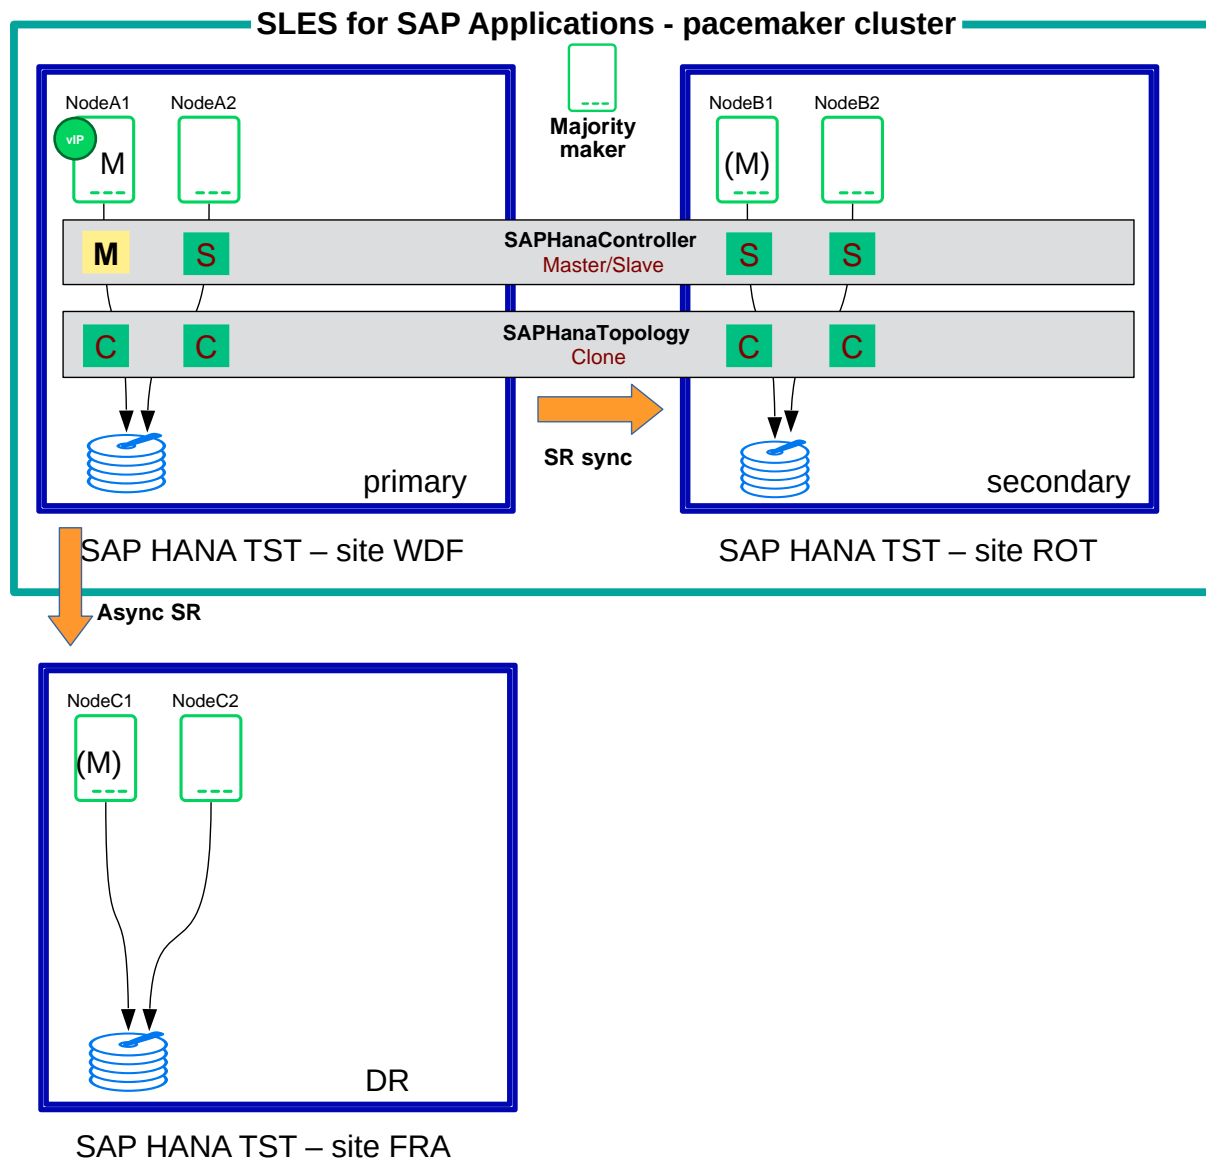 SLES for SAP Applications - pacemaker cluster
NodeA1
NodeA2
vIP
M
Majority
maker
NodeB1
NodeB2
(M)
SAPHanaController
Master/Slave
M
S
S
S
SAPHanaTopology
Clone
C
C
C
C
primary
SR sync
secondary
SAP HANA TST – site WDF
SAP HANA TST – site ROT
Async SR
NodeC1
NodeC2
(M)
DR
SAP HANA TST – site FRA